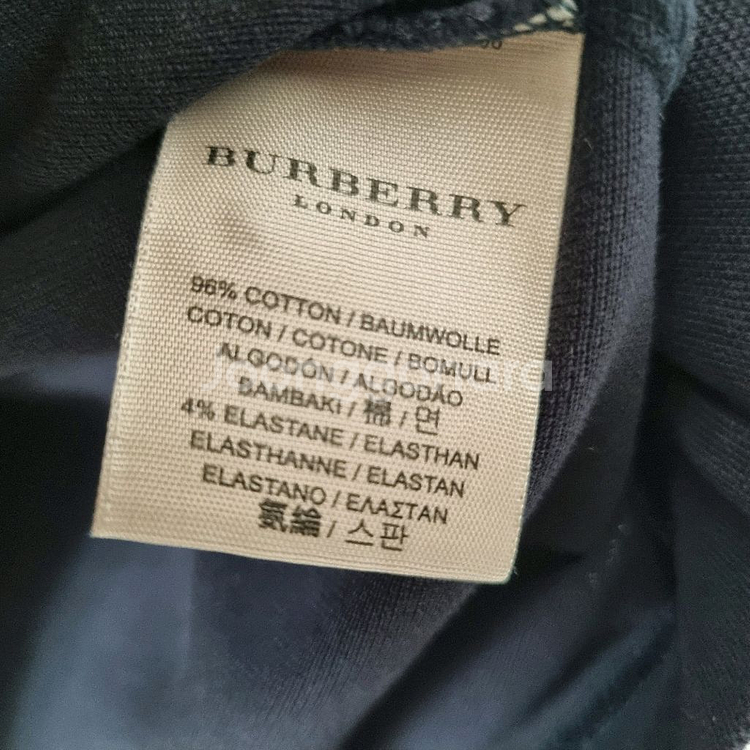 BURBERRY
LONDON
96% COTTON / BAUMWOLLE
COTON / COTONE / BOMULL
ALGODÓN / ALGODÃO
BAMBAKI / 棉 / 면
4% ELASTANE / ELASTHAN
ELASTHANNE / ELASTAN
ELASTANO / ΕΛΑΣΤΑΝ
氨綸 / 스판